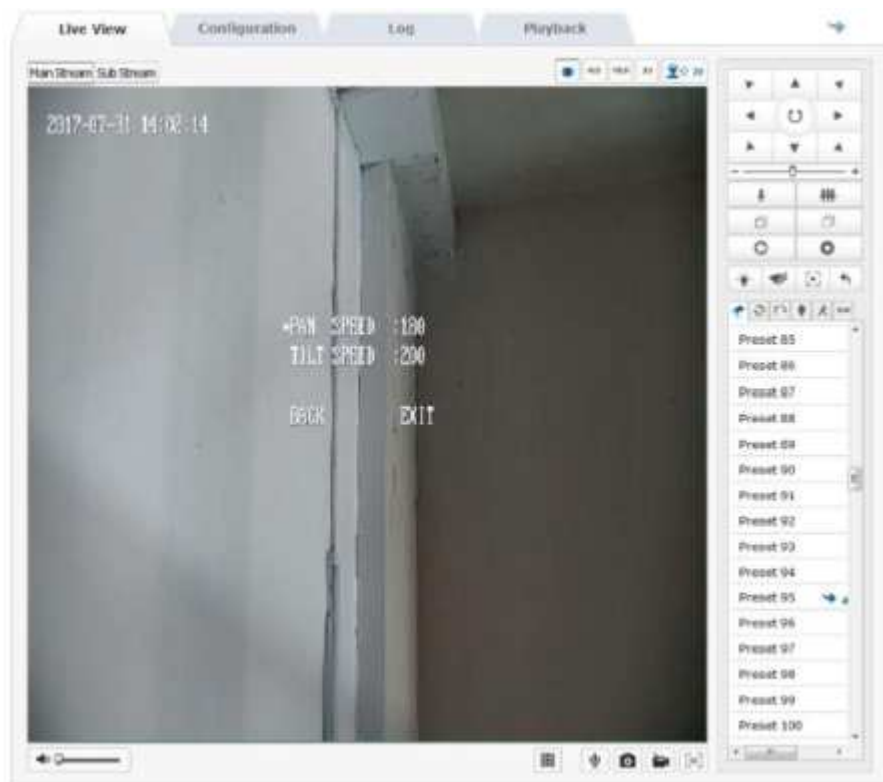 Live View Configuration Log Playback
Main Stream Sub Stream
2017-07-31 14:02:14
PAN SPEED :180
TILT SPEED :200
BACK EXIT
Preset 85
Preset 86
Preset 87
Preset 88
Preset 89
Preset 90
Preset 91
Preset 92
Preset 93
Preset 94
Preset 95
Preset 96
Preset 97
Preset 98
Preset 99
Preset 100